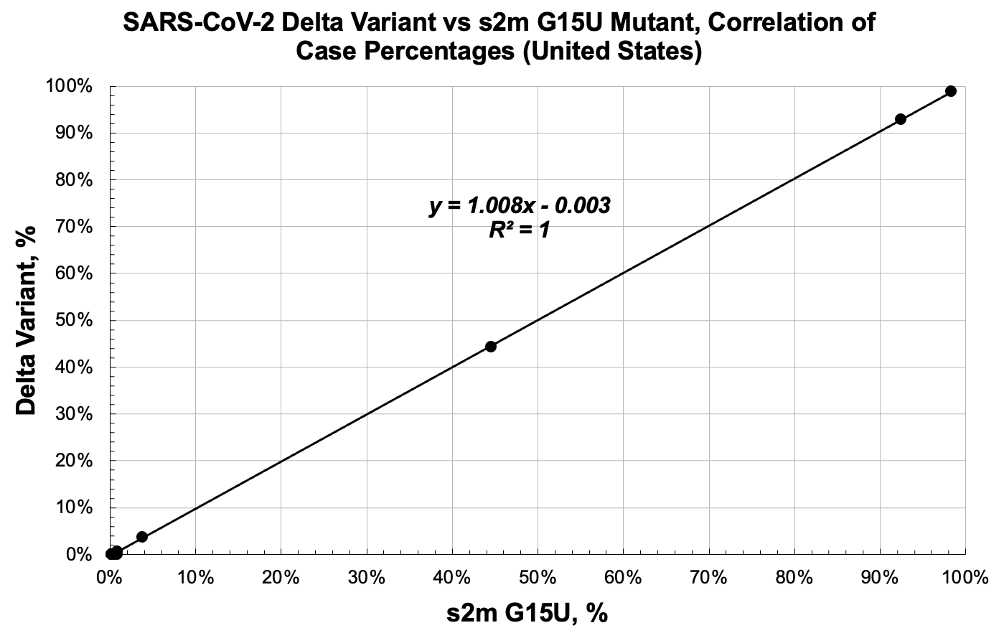 SARS-CoV-2 Delta Variant vs s2m G15U Mutant, Correlation of
Case Percentages (United States)
100%
90%
80%
70%
60%
50%
40%
30%
20%
10%
0%
Delta Variant, %
y = 1.008x - 0.003
R² = 1
0% 10% 20% 30% 40% 50% 60% 70% 80% 90% 100%
s2m G15U, %